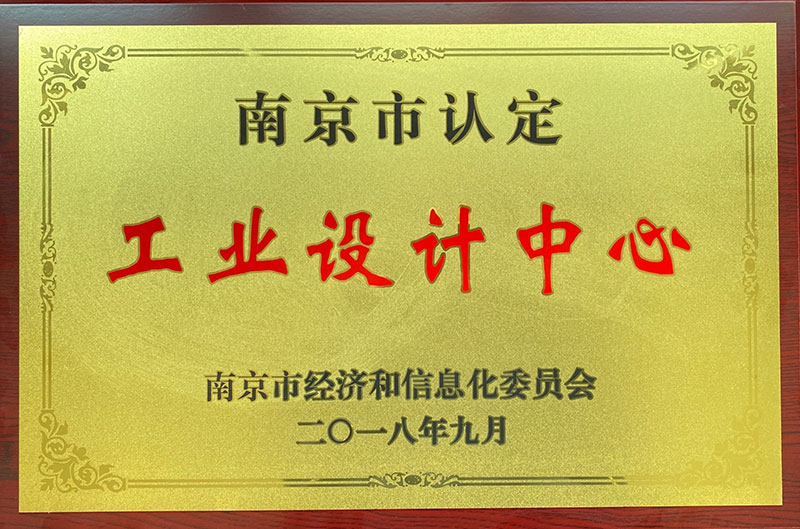 南京市认定
工业设计中心
南京市经济和信息化委员会
二〇一八年九月